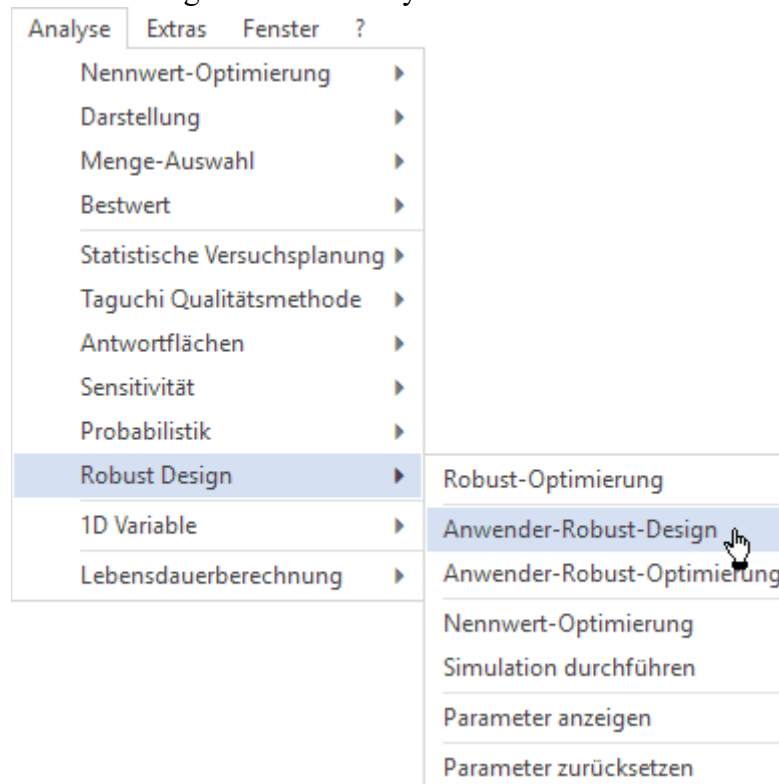 Analyse Extras Fenster ?
Nennwert-Optimierung
Darstellung
Menge-Auswahl
Bestwert
Statistische Versuchsplanung
Taguchi Qualitätsmethode
Antwortflächen
Sensitivität
Probabilistik
Robust Design
1D Variable
Lebensdauerberechnung
Robust-Optimierung
Anwender-Robust-Design
Anwender-Robust-Optimierung
Nennwert-Optimierung
Simulation durchführen
Parameter anzeigen
Parameter zurücksetzen